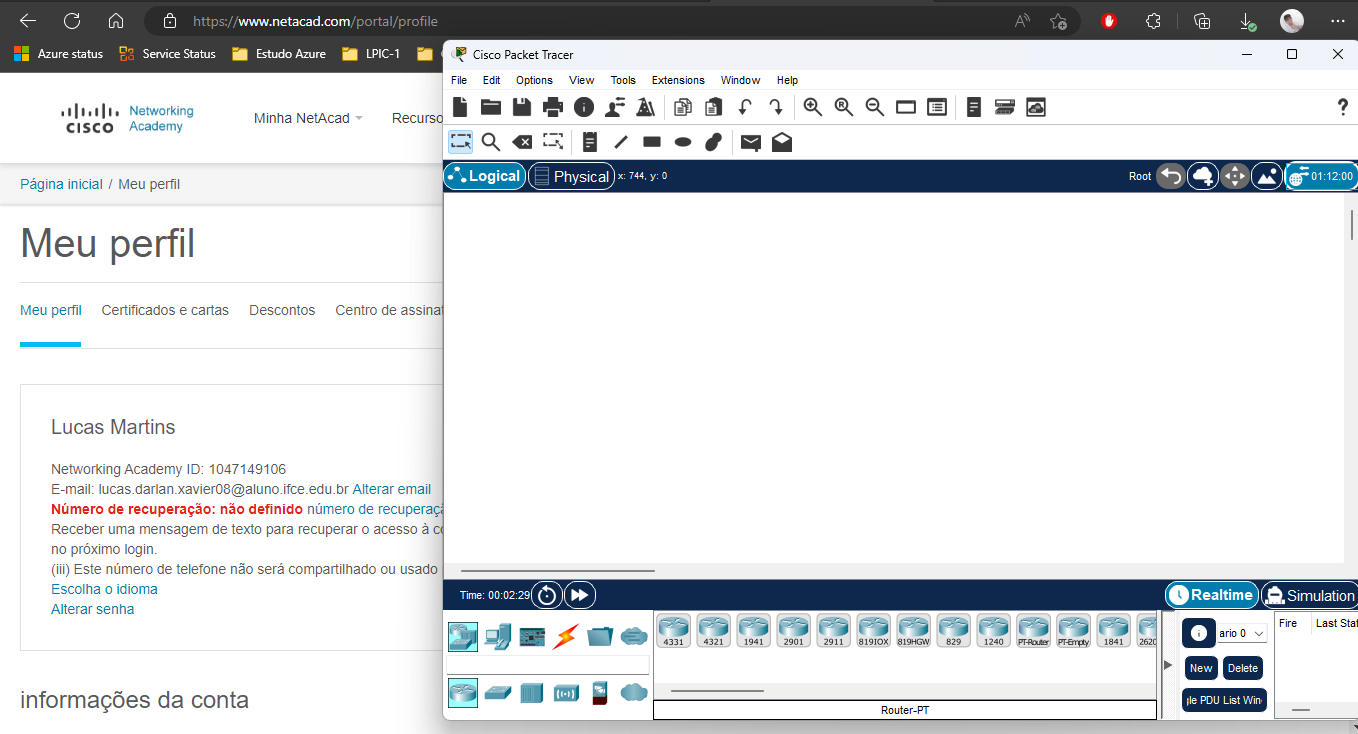 https://www.netacad.com/portal/profile
Azure status
Service Status
Estudo Azure
LPIC-1
Networking
Academy
CISCO
Minha NetAcad
Recurso
Página inicial / Meu perfil
Meu perfil
Meu perfil
Certificados e cartas
Descontos
Centro de assinat
Lucas Martins
Networking Academy ID: 1047149106
E-mail: lucas.darlan.xavier08@aluno.ifce.edu.br Alterar email
Número de recuperação: não definido número de recuperaçã
Receber uma mensagem de texto para recuperar o acesso à co
no próximo login.
(iii) Este número de telefone não será compartilhado ou usado
Escolha o idioma
Alterar senha
informações da conta
Cisco Packet Tracer
File Edit Options View Tools Extensions Window Help
?
Logical
Physical
x: 744, y: 0
Root
01:12:00
Time: 00:02:29
Realtime
Simulation
4331
4321
1941
2901
2911
819IOX
819HGW
829
1240
PT-Router
PT-Empty
1841
2620
Router-PT
ario 0
New
Delete
gle PDU List Win
Fire
Last Stat